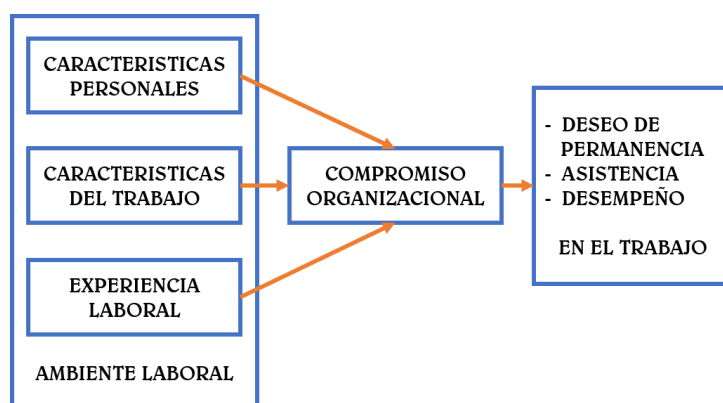 CARACTERISTICAS
PERSONALES
CARACTERISTICAS
DEL TRABAJO
EXPERIENCIA
LABORAL
AMBIENTE LABORAL
COMPROMISO
ORGANIZACIONAL
- DESEO DE
PERMANENCIA
- ASISTENCIA
- DESEMPEÑO
EN EL TRABAJO